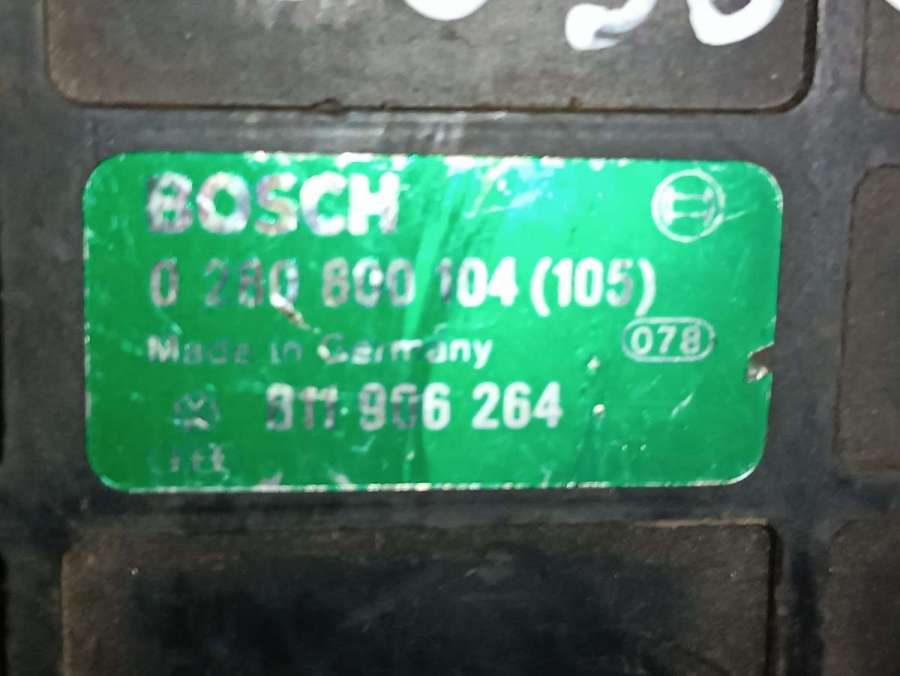 BOSCH
0 280 800 104 (105)
Made in Germany 078
811 906 264